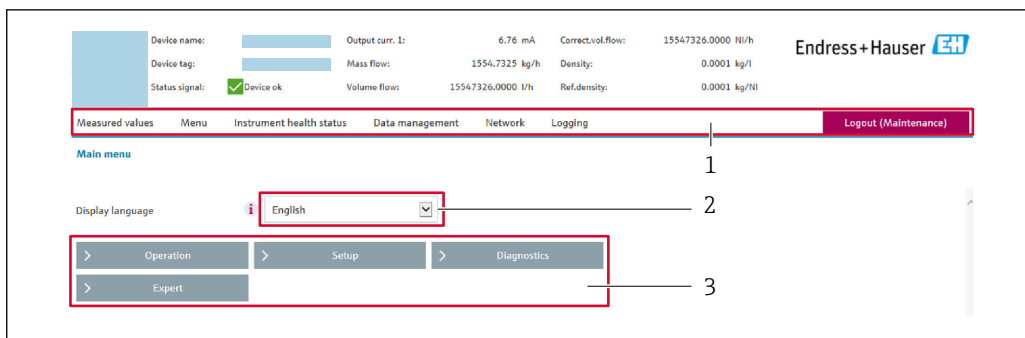 Device name: Output curr. 1: 6.76 mA Correct.vol.flow: 15547326.0000 Nl/h
Endress+Hauser EH
Device tag: Mass flow: 1554.7325 kg/h Density: 0.0001 kg/l
Status signal: Device ok Volume flow: 15547326.0000 l/h Ref.density: 0.0001 kg/Nl
Measured values Menu Instrument health status Data management Network Logging Logout (Maintenance)
1
Main menu
Display language i English 2
> Operation > Setup > Diagnostics
> Expert 3